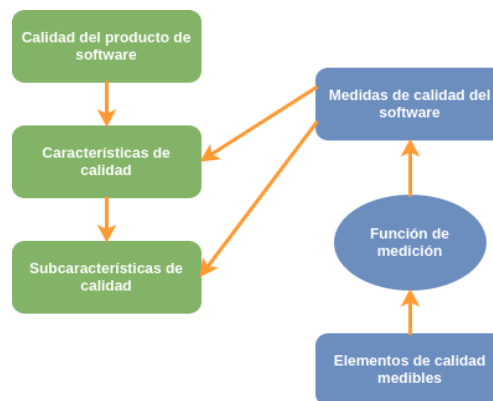 Calidad del producto de
software
Medidas de calidad del
software
Características de
calidad
Función de
medición
Subcaracterísticas de
calidad
Elementos de calidad
medibles